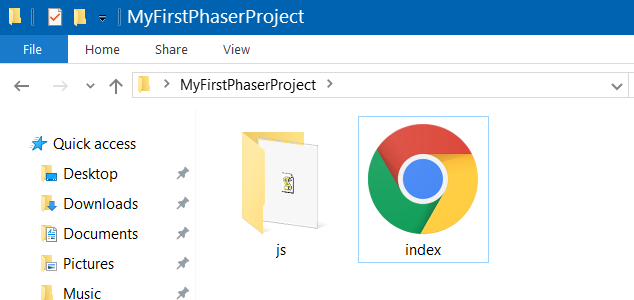 MyFirstPhaserProject
File Home Share View
MyFirstPhaserProject
Quick access
Desktop
Downloads
Documents
Pictures
Music
js index